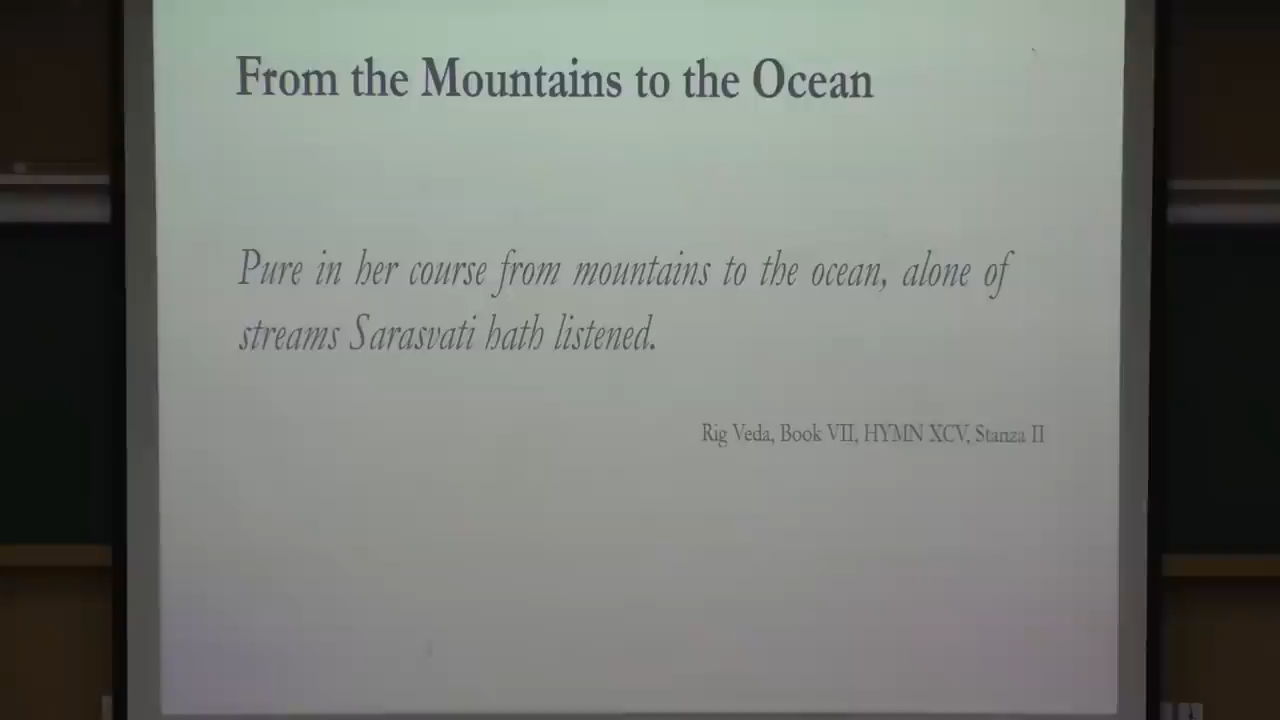 From the Mountains to the Ocean
Pure in her course from mountains to the ocean, alone of
streams Sarasvati hath listened.
Rig Veda, Book VII, HYMN XCV, Stanza II